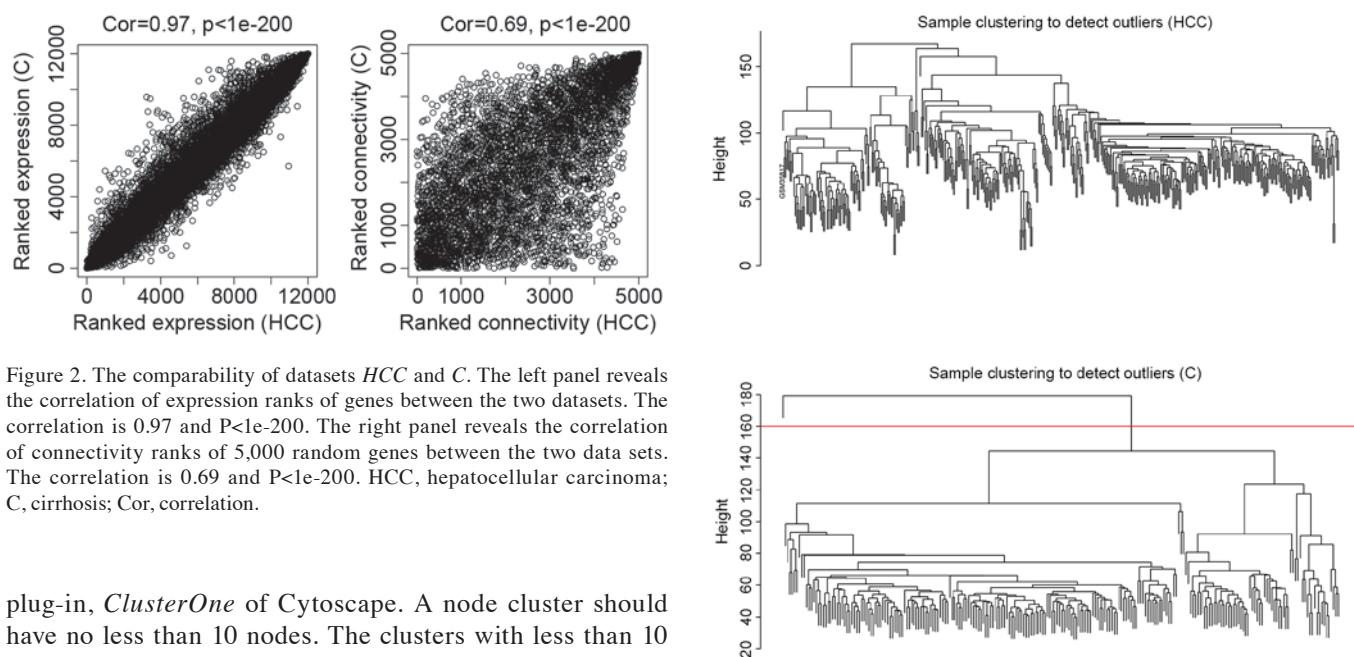 Cor=0.97, p<1e-200
Ranked expression (C)
12000
8000
4000
0
0 4000 8000 12000
Ranked expression (HCC)
Cor=0.69, p<1e-200
Ranked connectivity (C)
5000
3000
1000
0
0 1000 3000 5000
Ranked connectivity (HCC)
Figure 2. The comparability of datasets HCC and C. The left panel reveals
the correlation of expression ranks of genes between the two datasets. The
correlation is 0.97 and P<1e-200. The right panel reveals the correlation
of connectivity ranks of 5,000 random genes between the two data sets.
The correlation is 0.69 and P<1e-200. HCC, hepatocellular carcinoma;
C, cirrhosis; Cor, correlation.
plug-in, ClusterOne of Cytoscape. A node cluster should
have no less than 10 nodes. The clusters with less than 10
Sample clustering to detect outliers (HCC)
Height
150
100
50
0
Sample clustering to detect outliers (C)
Height
180
160
140
120
100
80
60
40
20